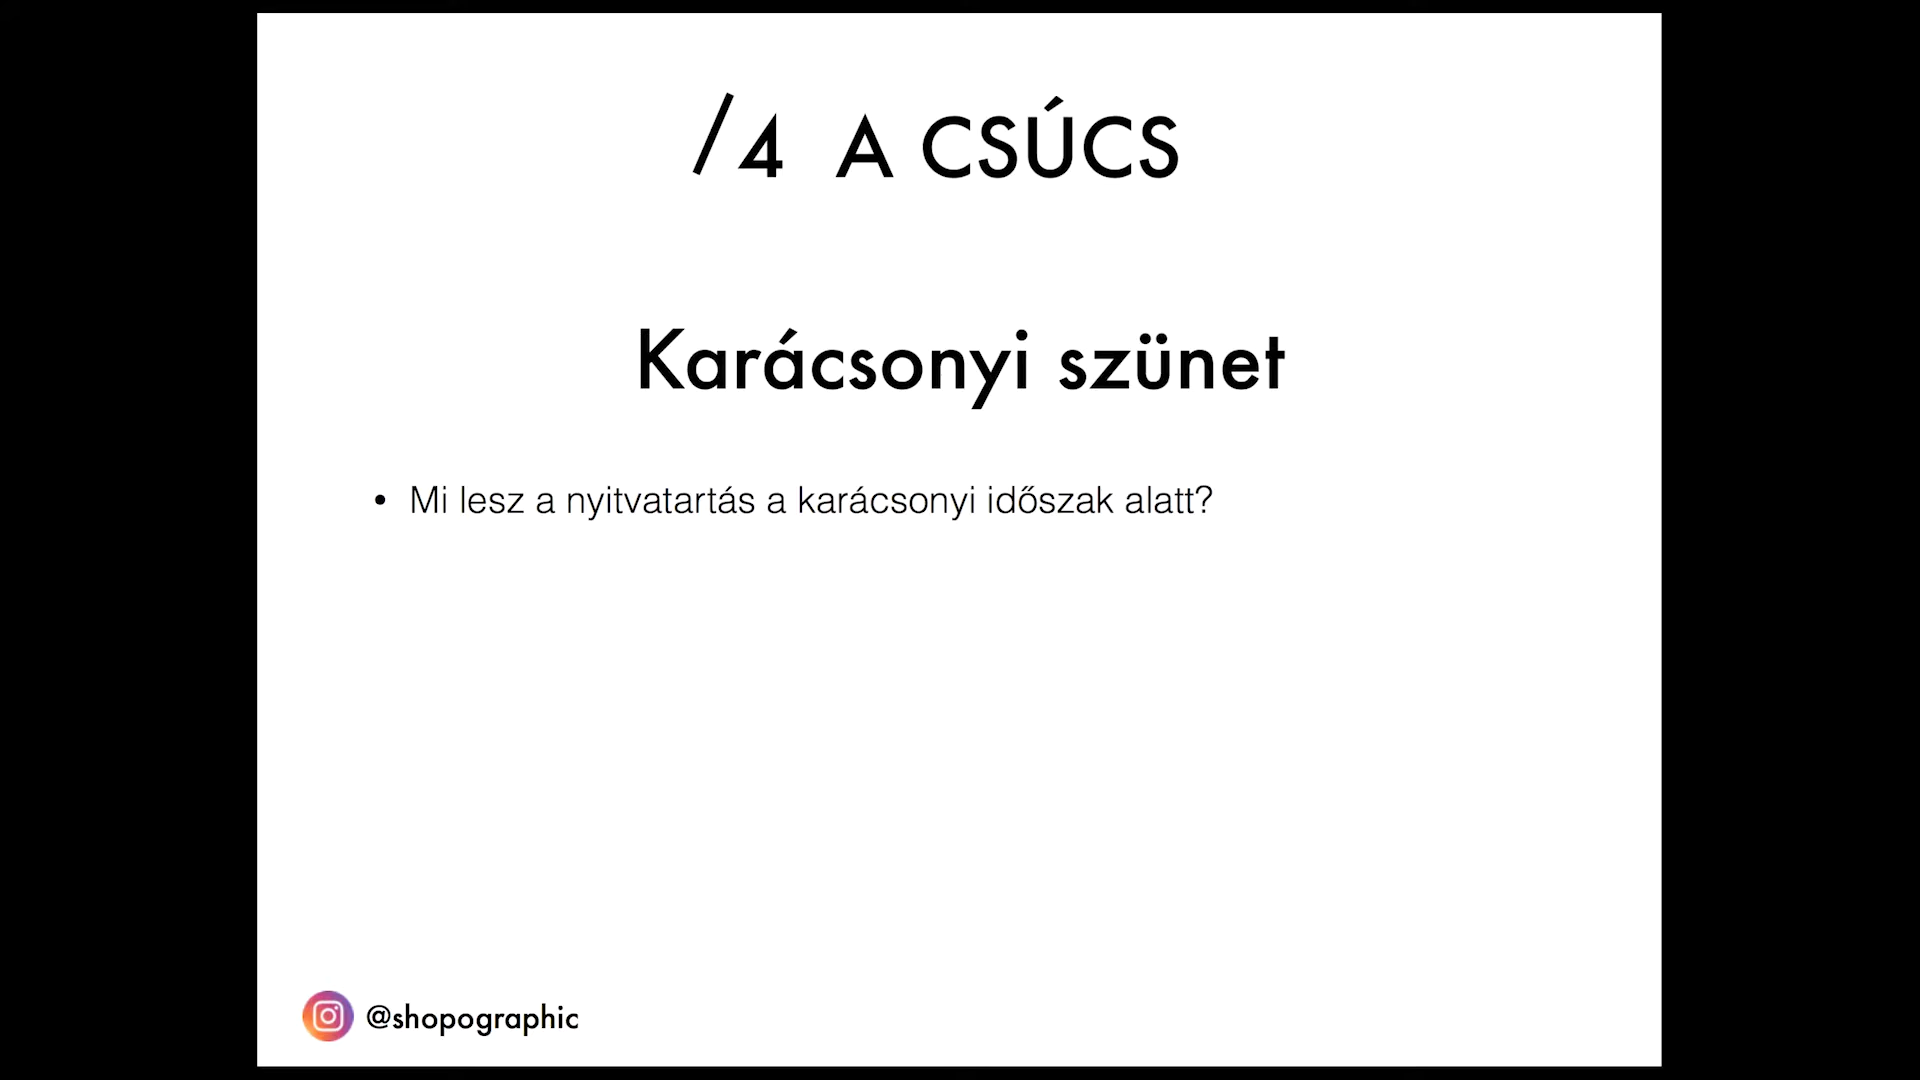 /4 A CSÚCS
Karácsonyi szünet
• Mi lesz a nyitvatartás a karácsonyi időszak alatt?
@shopographic